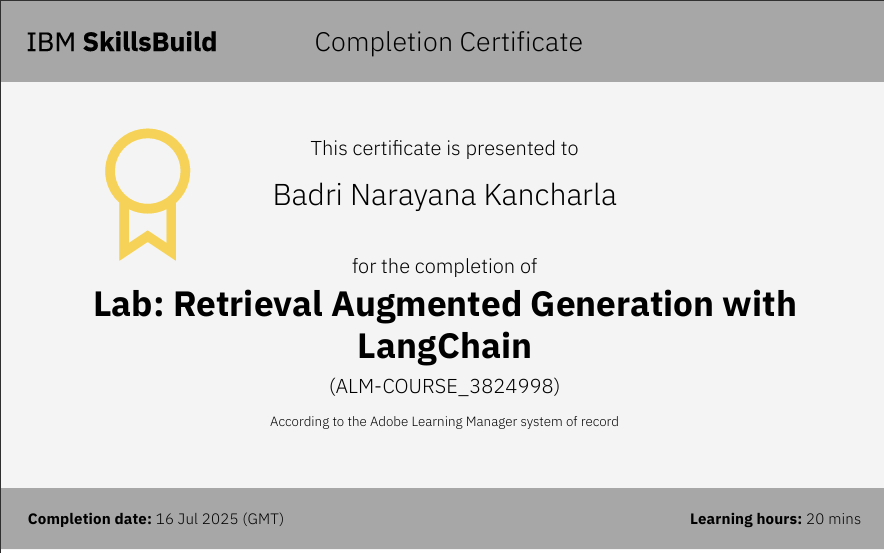 IBM SkillsBuild
Completion Certificate
This certificate is presented to
Badri Narayana Kancharla
for the completion of
Lab: Retrieval Augmented Generation with
LangChain
(ALM-COURSE_3824998)
According to the Adobe Learning Manager system of record
Completion date: 16 Jul 2025 (GMT)
Learning hours: 20 mins